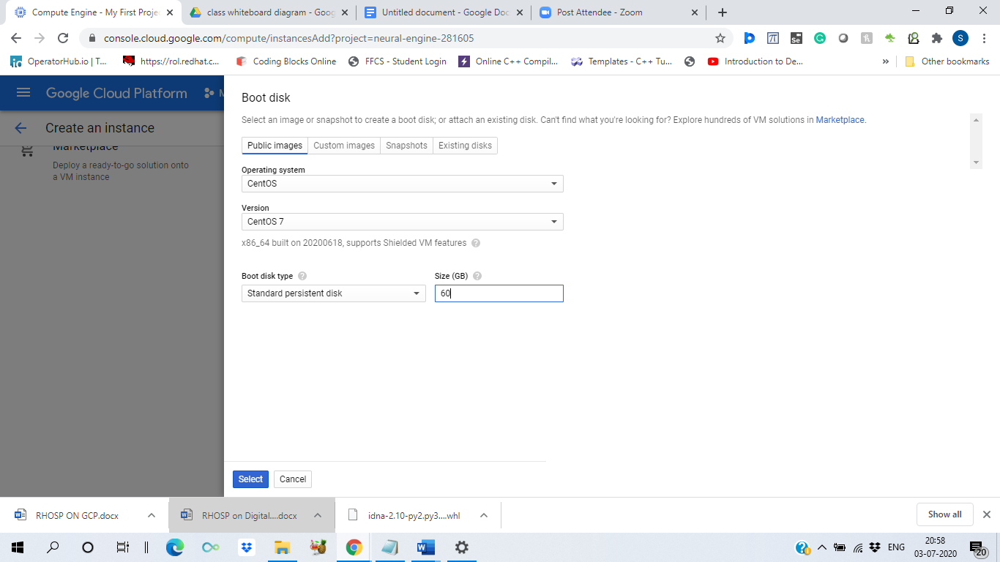 Compute Engine - My First Proje
class whiteboard diagram - Goog
Untitled document - Google Doc
Post Attendee - Zoom
console.cloud.google.com/compute/instancesAdd?project=neural-engine-281605
Se
S
OperatorHub.io | T...
https://rol.redhat.c...
Coding Blocks Online
FFCS - Student Login
Online C++ Compil...
Templates - C++ Tu...
Introduction to De...
»
Other bookmarks
Google Cloud Platform
M
Create an instance
Marketplace
Deploy a ready-to-go solution onto
a VM instance
Boot disk
Select an image or snapshot to create a boot disk; or attach an existing disk. Can't find what you're looking for? Explore hundreds of VM solutions in Marketplace.
Public images
Custom images
Snapshots
Existing disks
Operating system
CentOS
Version
CentOS 7
x86_64 built on 20200618, supports Shielded VM features ?
Boot disk type ?
Size (GB) ?
Standard persistent disk
60
Select
Cancel
RHOSP ON GCP.docx
RHOSP on Digital....docx
idna-2.10-py2.py3....whl
Show all
ENG
20:58
03-07-2020
20